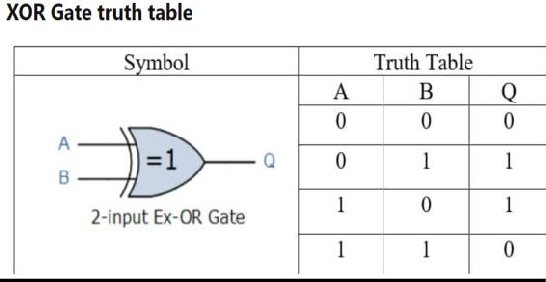 XOR Gate truth table
Symbol Truth Table
A B Q
0 0 0
A =1 Q 0 1 1
B
2-input Ex-OR Gate 1 0 1
1 1 0